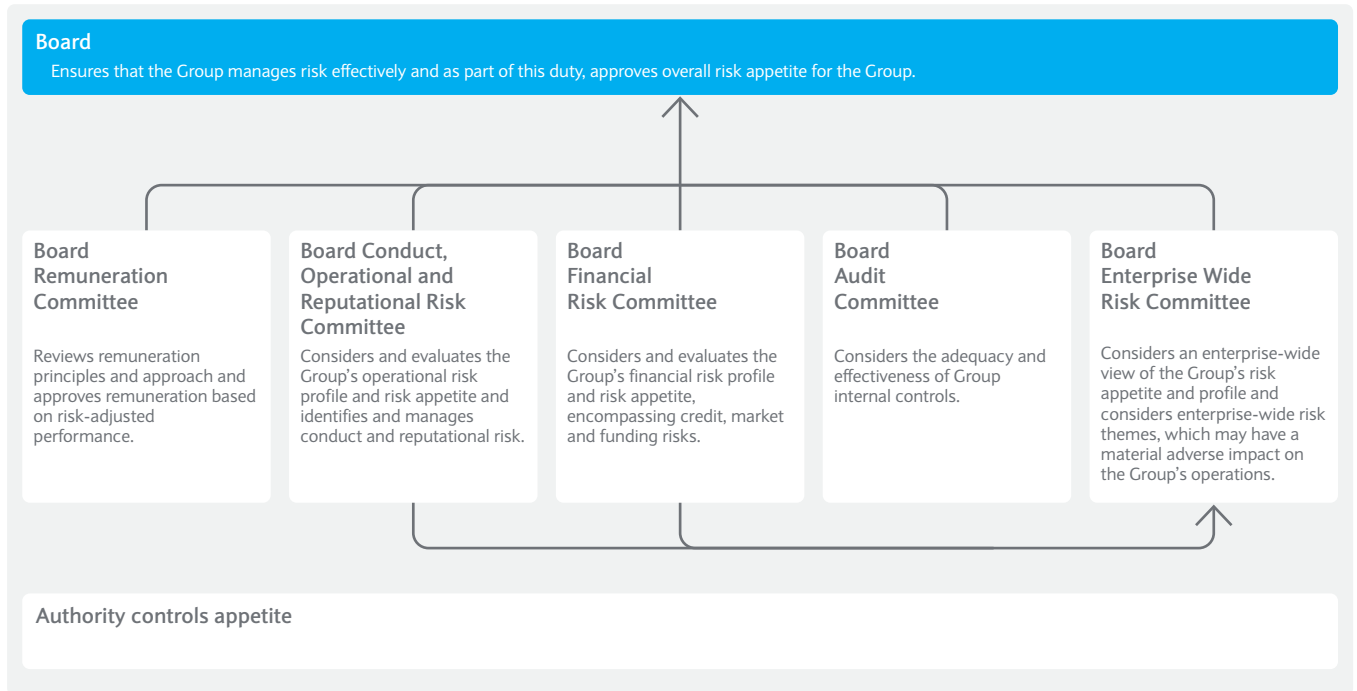 Board
Ensures that the Group manages risk effectively and as part of this duty, approves overall risk appetite for the Group.
Board
Remuneration
Committee
Reviews remuneration
principles and approach and
approves remuneration based
on risk-adjusted
performance.
Board Conduct,
Operational and
Reputational Risk
Committee
Considers and evaluates the
Group's operational risk
profile and risk appetite and
identifies and manages
conduct and reputational risk.
Board
Financial
Risk Committee
Considers and evaluates the
Group's financial risk profile
and risk appetite,
encompassing credit, market
and funding risks.
Board
Audit
Committee
Considers the adequacy and
effectiveness of Group
internal controls.
Board
Enterprise Wide
Risk Committee
Considers an enterprise-wide
view of the Group's risk
appetite and profile and
considers enterprise-wide risk
themes, which may have a
material adverse impact on
the Group's operations.
Authority controls appetite